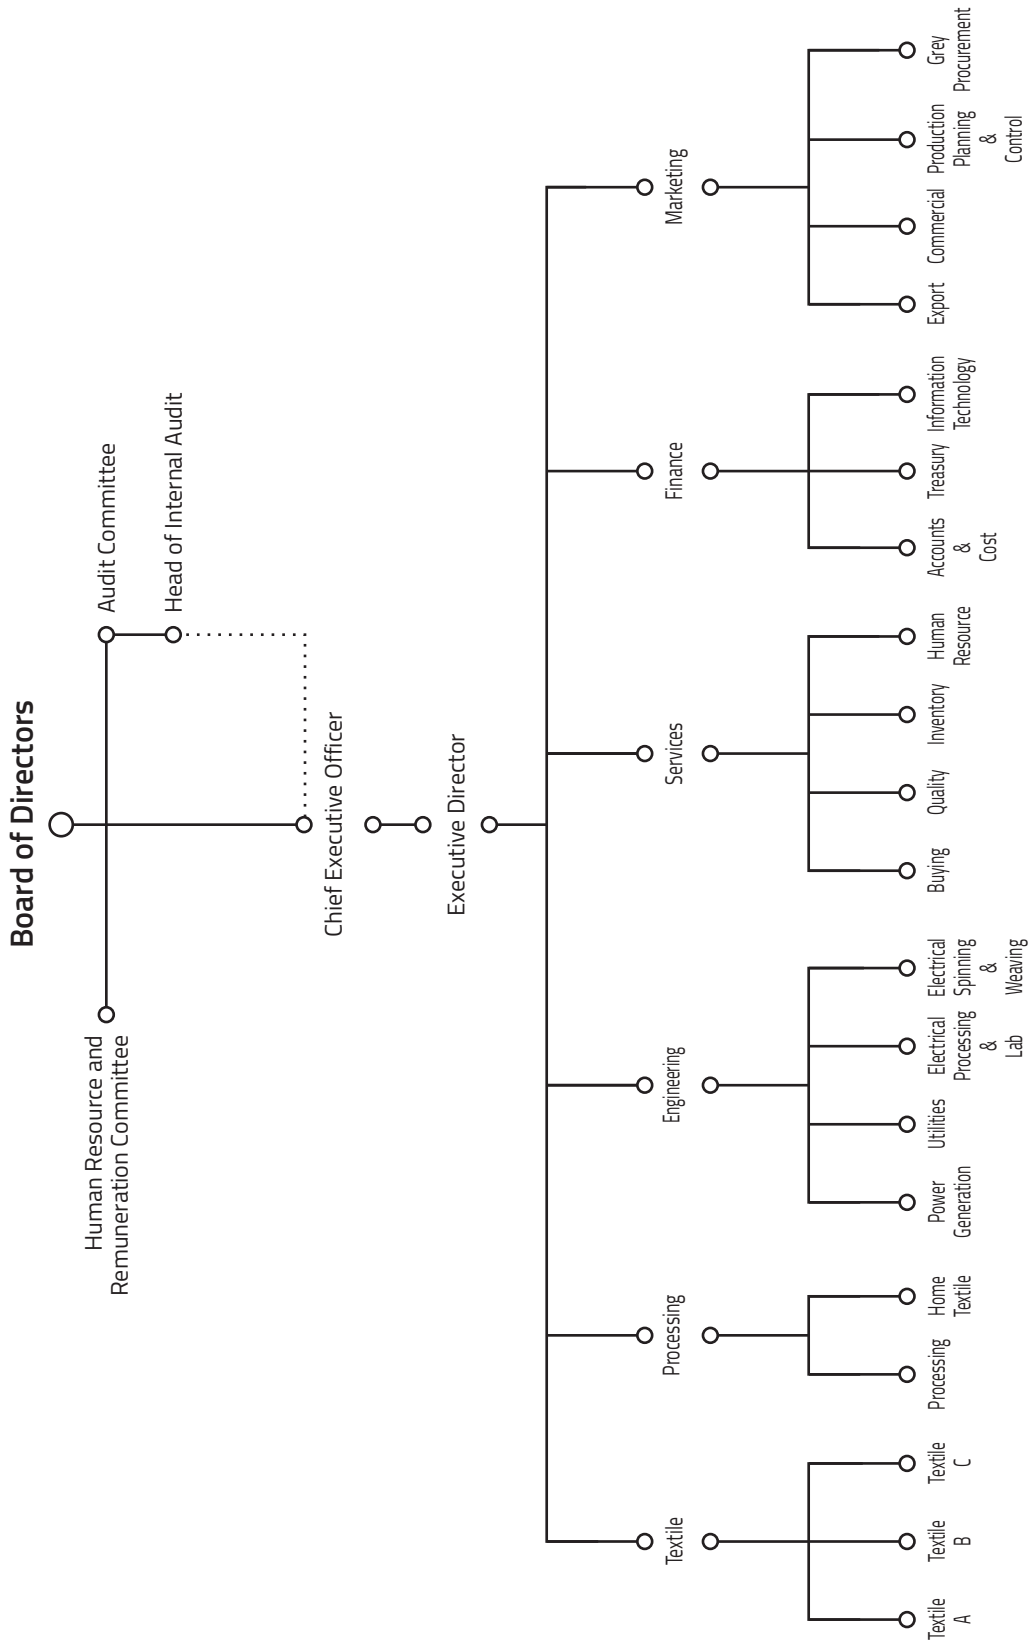 Board of Directors
Human Resource and
Remuneration Committee
Audit Committee
Head of Internal Audit
Chief Executive Officer
Executive Director
Textile
Processing
Engineering
Services
Finance
Marketing
Textile
A
Textile
B
Textile
C
Processing
Home
Textile
Power
Generation
Utilities
Electrical
Processing
&
Lab
Electrical
Spinning
&
Weaving
Buying
Quality
Inventory
Human
Resource
Accounts
&
Cost
Treasury
Information
Technology
Export
Commercial
Production
Planning
&
Control
Grey
Procurement